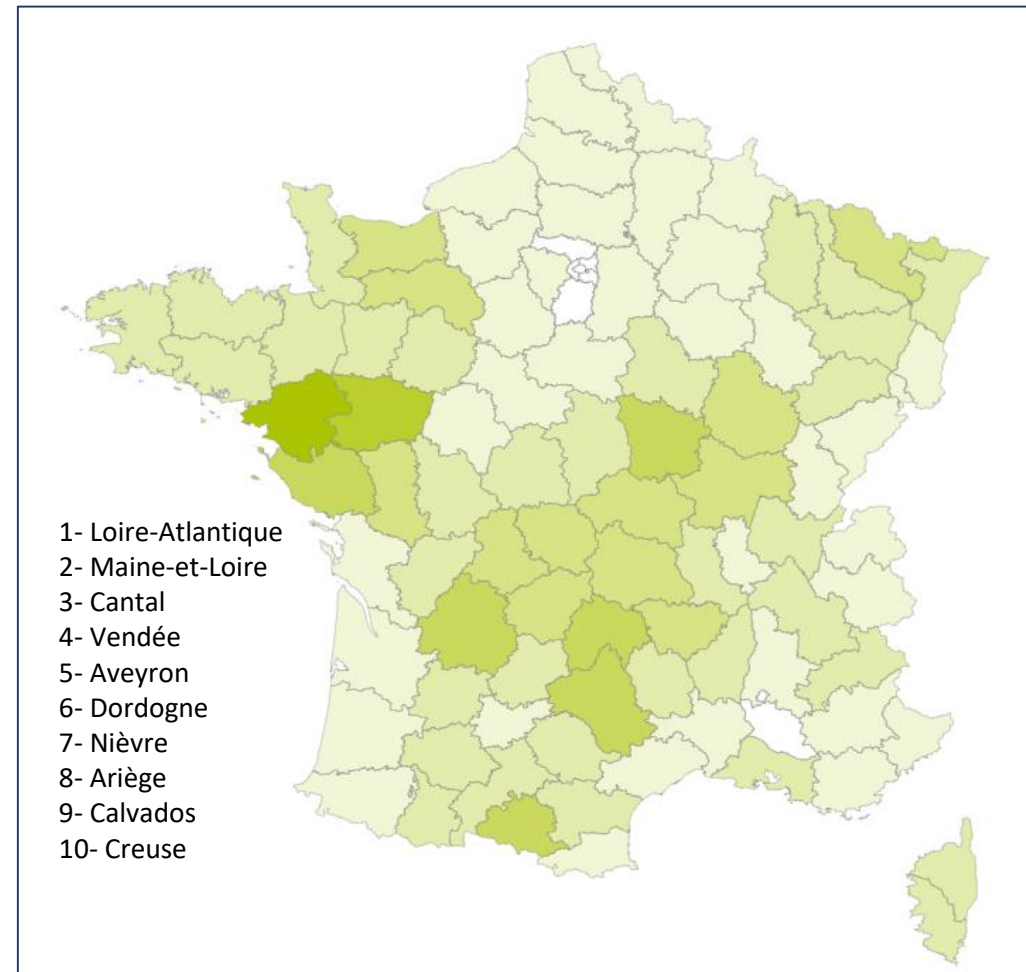 1- Loire-Atlantique
2- Maine-et-Loire
3- Cantal
4- Vendée
5- Aveyron
6- Dordogne
7- Nièvre
8- Ariège
9- Calvados
10- Creuse